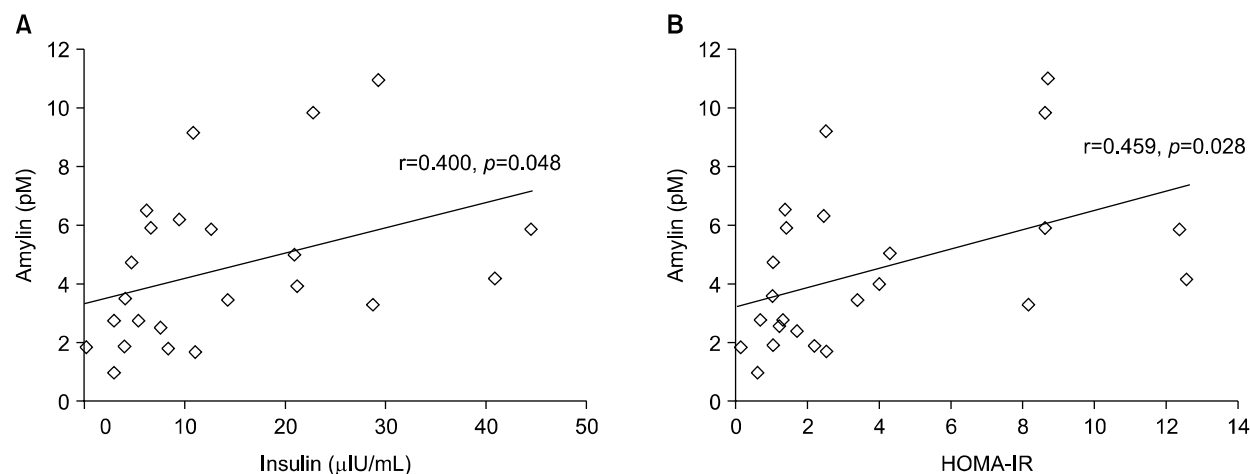 A
12
10
8
6
4
2
0
Amylin (pM)
r=0.400, p=0.048
0 10 20 30 40 50
Insulin (μIU/mL)
B
12
10
8
6
4
2
0
Amylin (pM)
r=0.459, p=0.028
0 2 4 6 8 10 12 14
HOMA-IR